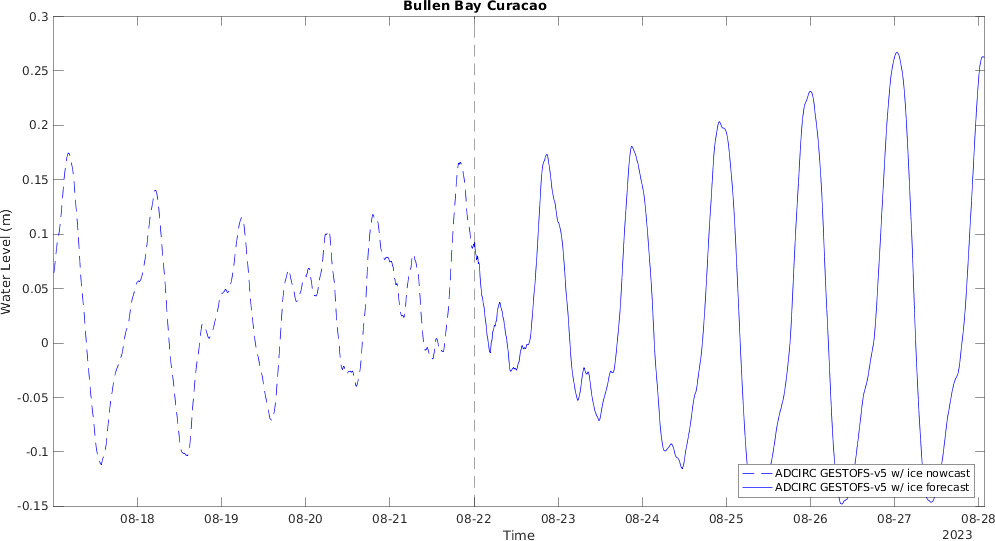 Bullen Bay Curacao
0.3
0.25
0.2
0.15
0.1
0.05
0
-0.05
-0.1
-0.15
Water Level (m)
ADCIRC GESTOFS-v5 w/ ice nowcast
ADCIRC GESTOFS-v5 w/ ice forecast
08-18 08-19 08-20 08-21 08-22 08-23 08-24 08-25 08-26 08-27 08-28
Time
2023